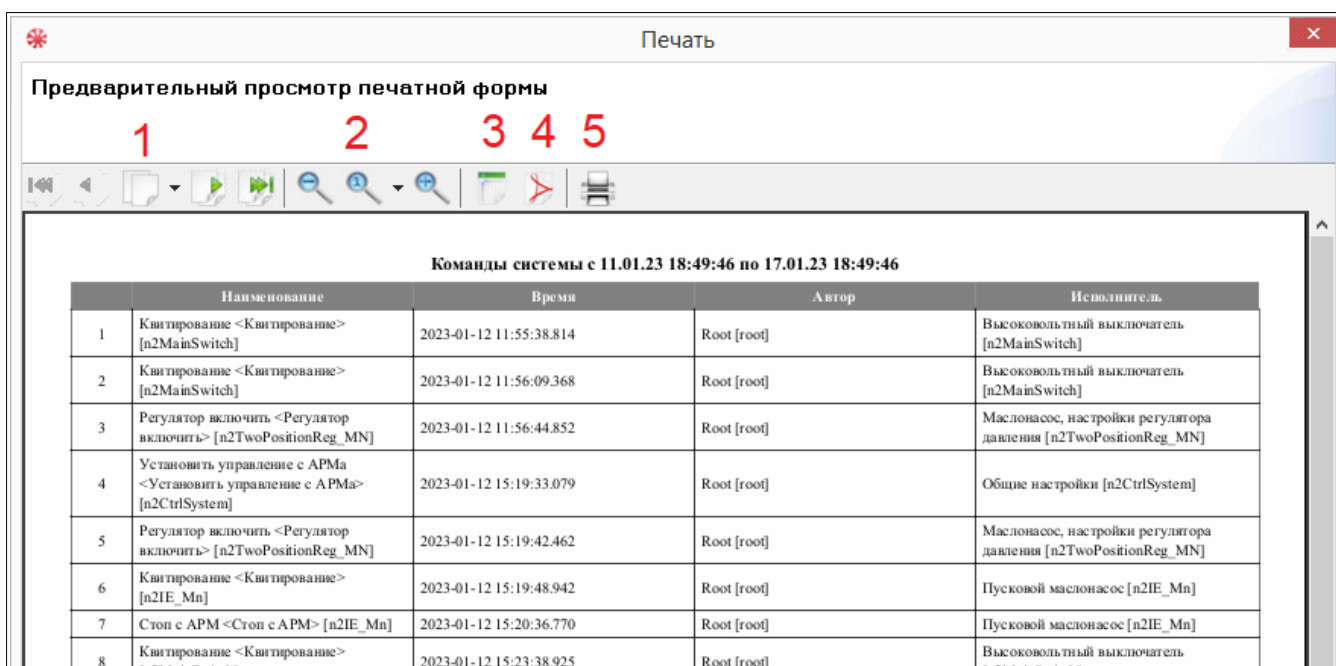 Печать
Предварительный просмотр печатной формы
1 2 3 4 5
1
Команды системы с 11.01.23 18:49:46 по 17.01.23 18:49:46
Наименование Время Автор Исполнитель
1 Квитирование <Квитирование> [n2MainSwitch] 2023-01-12 11:55:38.814 Root [root] Высоковольтный выключатель [n2MainSwitch]
2 Квитирование <Квитирование> [n2MainSwitch] 2023-01-12 11:56:09.368 Root [root] Высоковольтный выключатель [n2MainSwitch]
3 Регулятор включить <Регулятор включить> [n2TwoPositionReg_MN] 2023-01-12 11:56:44.852 Root [root] Маслонасос, настройки регулятора давления [n2TwoPositionReg_MN]
4 Установить управление с АРМа <Установить управление с АРМа> [n2CtrlSystem] 2023-01-12 15:19:33.079 Root [root] Общие настройки [n2CtrlSystem]
5 Регулятор включить <Регулятор включить> [n2TwoPositionReg_MN] 2023-01-12 15:19:42.462 Root [root] Маслонасос, настройки регулятора давления [n2TwoPositionReg_MN]
6 Квитирование <Квитирование> [n2IE_Mn] 2023-01-12 15:19:48.942 Root [root] Пусковой маслонасос [n2IE_Mn]
7 Стоп с АРМ <Стоп с АРМ> [n2IE_Mn] 2023-01-12 15:20:36.770 Root [root] Пусковой маслонасос [n2IE_Mn]
8 Квитирование <Квитирование> 2023-01-12 15:23:38.925 Root [root] Высоковольтный выключатель